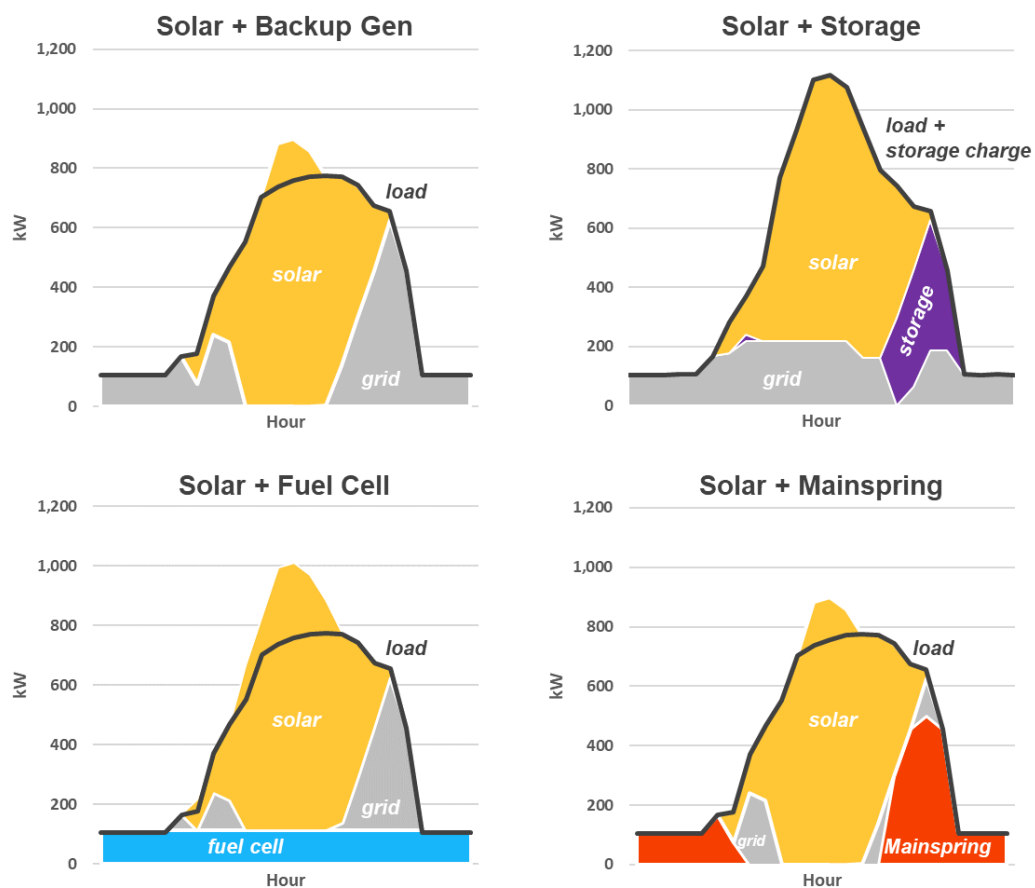 Solar + Backup Gen
1,200
1,000
800
600
400
200
0
kW
load
solar
grid
Hour
Solar + Storage
1,200
1,000
800
600
400
200
0
kW
load +
storage charge
solar
storage
grid
Hour
Solar + Fuel Cell
1,200
1,000
800
600
400
200
0
kW
load
solar
grid
fuel cell
Hour
Solar + Mainspring
1,200
1,000
800
600
400
200
0
kW
load
solar
grid
Mainspring
Hour